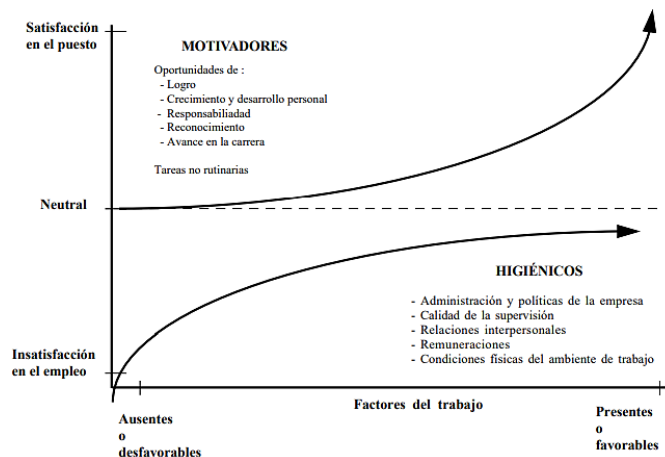 Satisfacción
en el puesto
MOTIVADORES
Oportunidades de :
- Logro
- Crecimiento y desarrollo personal
- Responsabiliadad
- Reconocimiento
- Avance en la carrera
Tareas no rutinarias
Neutral
HIGIÉNICOS
- Administración y políticas de la empresa
- Calidad de la supervisión
- Relaciones interpersonales
- Remuneraciones
- Condiciones físicas del ambiente de trabajo
Insatisfacción
en el empleo
Factores del trabajo
Ausentes
o
desfavorables
Presentes
o
favorables